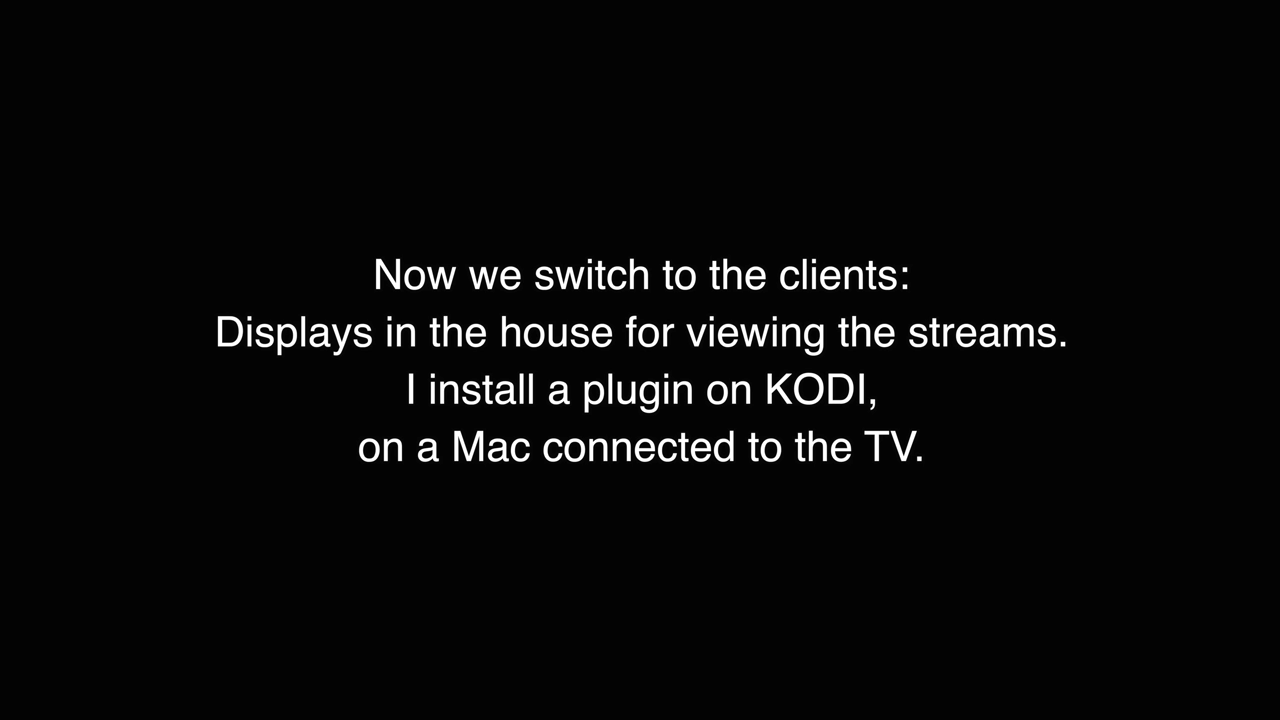 Now we switch to the clients:
Displays in the house for viewing the streams.
I install a plugin on KODI,
on a Mac connected to the TV.